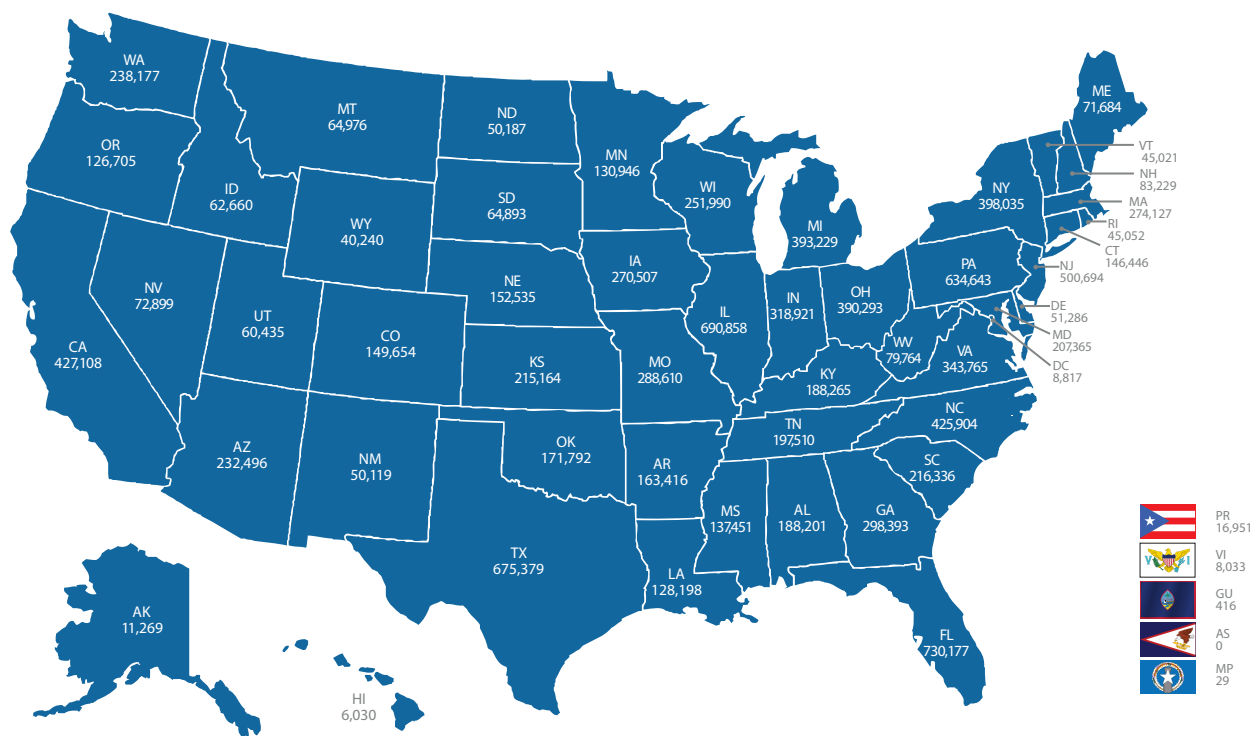 WA
238,177
OR
126,705
CA
427,108
ID
62,660
NV
72,899
MT
64,976
WY
40,240
UT
60,435
AZ
232,496
CO
149,654
NM
50,119
ND
50,187
SD
64,893
NE
152,535
KS
215,164
OK
171,792
TX
675,379
MN
130,946
IA
270,507
MO
288,610
AR
163,416
LA
128,198
WI
251,990
IL
690,858
MI
393,229
IN
318,921
OH
390,293
KY
188,265
TN
197,510
MS
137,451
AL
188,201
GA
298,393
FL
730,177
SC
216,336
NC
425,904
VA
343,765
WV
79,764
PA
634,643
NY
398,035
ME
71,684
VT
45,021
NH
83,229
MA
274,127
RI
45,052
CT
146,446
NJ
500,694
DE
51,286
MD
207,365
DC
8,817
AK
11,269
HI
6,030
PR
16,951
V I
VI
8,033
GU
416
AS
0
MP
29